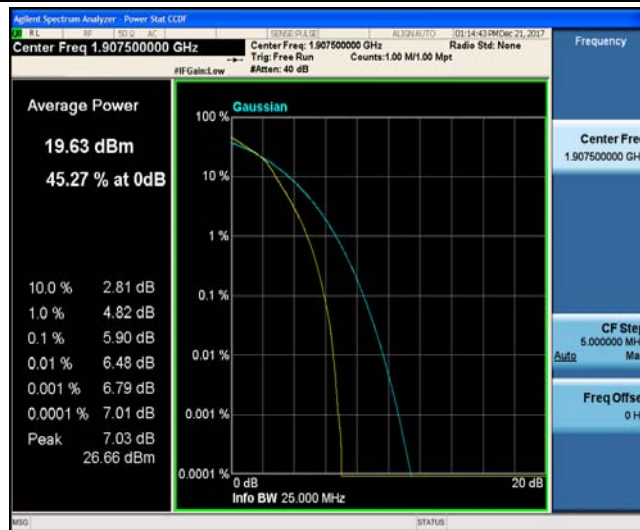 Agilent Spectrum Analyzer - Power Stat CCDF
RL RF 50 Ω AC SENSE:PULSE ALIGNAUTO 01:14:43 PM Dec 21, 2017
Center Freq 1.907500000 GHz
Center Freq: 1.907500000 GHz Radio Std: None
Trig: Free Run Counts:1.00 M/1.00 Mpt
#IFGain:Low #Atten: 40 dB
Frequency
Average Power
19.63 dBm
45.27 % at 0dB
10.0 % 2.81 dB
1.0 % 4.82 dB
0.1 % 5.90 dB
0.01 % 6.48 dB
0.001 % 6.79 dB
0.0001 % 7.01 dB
Peak 7.03 dB
26.66 dBm
Gaussian
100 %
10 %
1 %
0.1 %
0.01 %
0.001 %
0.0001 %
0 dB 20 dB
Info BW 25.000 MHz
Center Fre
1.907500000 GH
CF Step
5.000000 MH
Auto Ma
Freq Offse
0 H
MSG STATUS